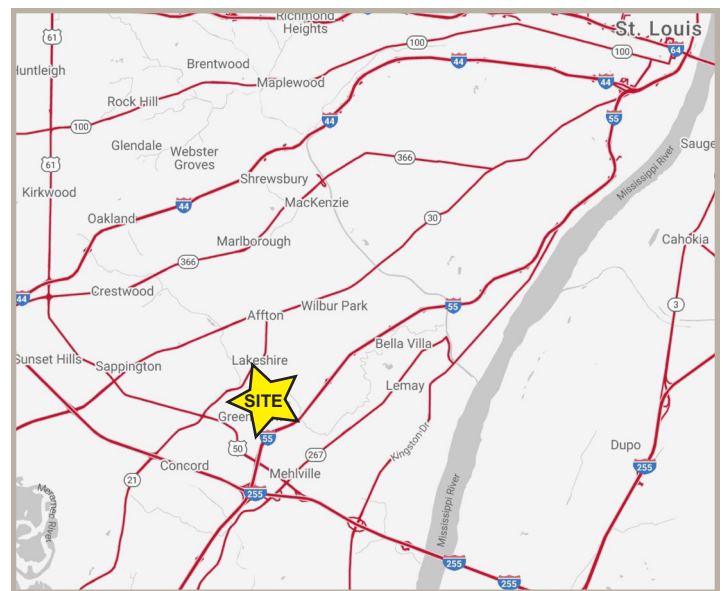 Richmond
Heights
St. Louis
61
100
100
64
Huntleigh
Brentwood
44
Maplewood
44
Rock Hill
44
55
100
Glendale
Webster
Groves
366
Sauge
61
Mississippi River
Kirkwood
Shrewsbury
44
MacKenzie
Oakland
30
Marlborough
Cahokia
366
Crestwood
44
Affton
Wilbur Park
55
3
Bella Villa
Sunset Hills
Sappington
Lakeshire
Lemay
SITE
Green
55
50
267
Kingston Dr
Dupo
Concord
Mehlville
255
21
255
Meramec River
Mississippi River
255
255